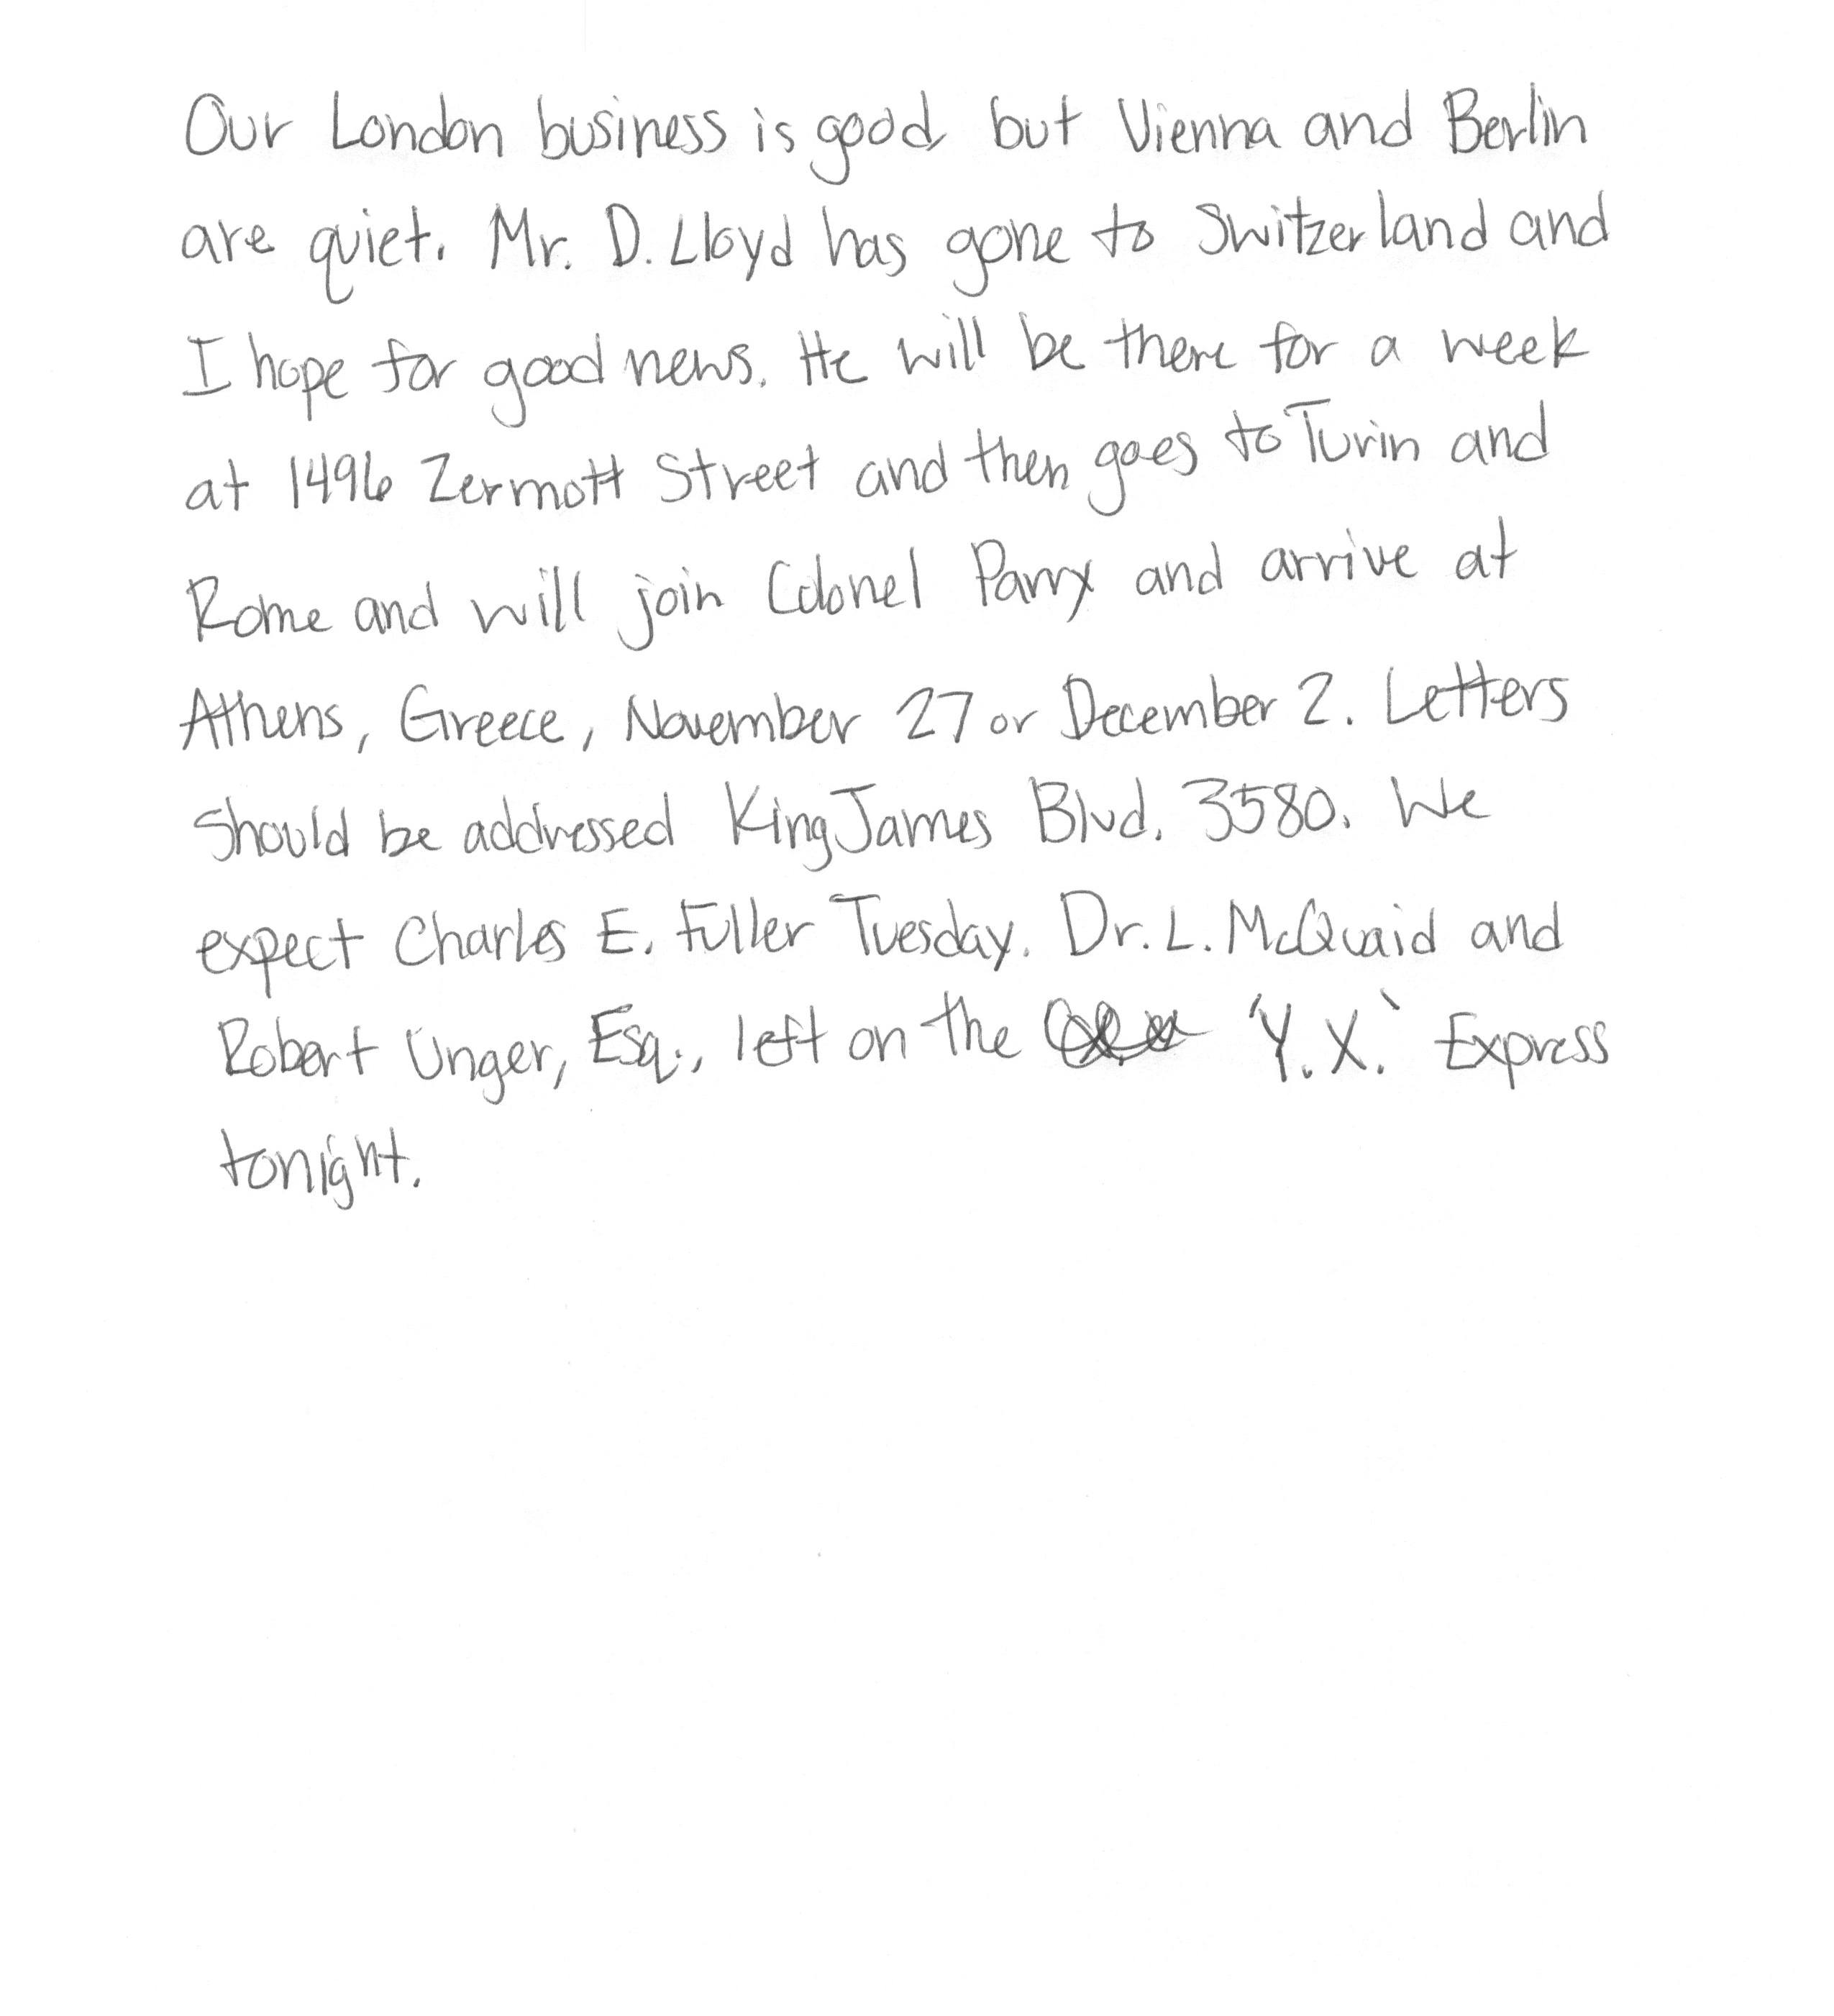 Our London business is good, but Vienna and Berlin
are quiet. Mr. D. Lloyd has gone to Switzerland and
I hope for good news. He will be there for a week
at 1496 Zermott Street and then goes to Turin and
Rome and will join Colonel Parry and arrive at
Athens, Greece, November 27 or December 2. Letters
should be addressed King James Blvd. 3580. We
expect Charles E. Fuller Tuesday. Dr. L. McQuaid and
Robert Unger, Esq., left on the 'Y.X.' Express
tonight.